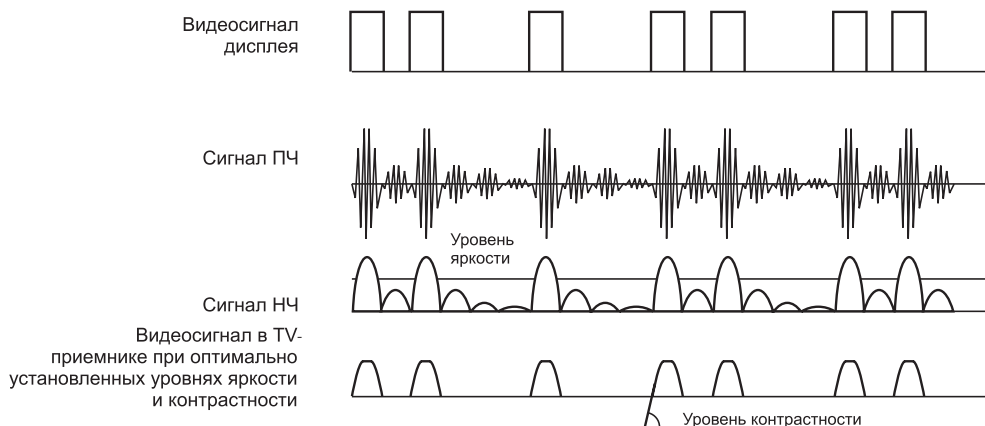 Видеосигнал
дисплея
Сигнал ПЧ
Уровень
яркости
Сигнал НЧ
Видеосигнал в TV-
приемнике при оптимально
установленных уровнях яркости
и контрастности
Уровень контрастности